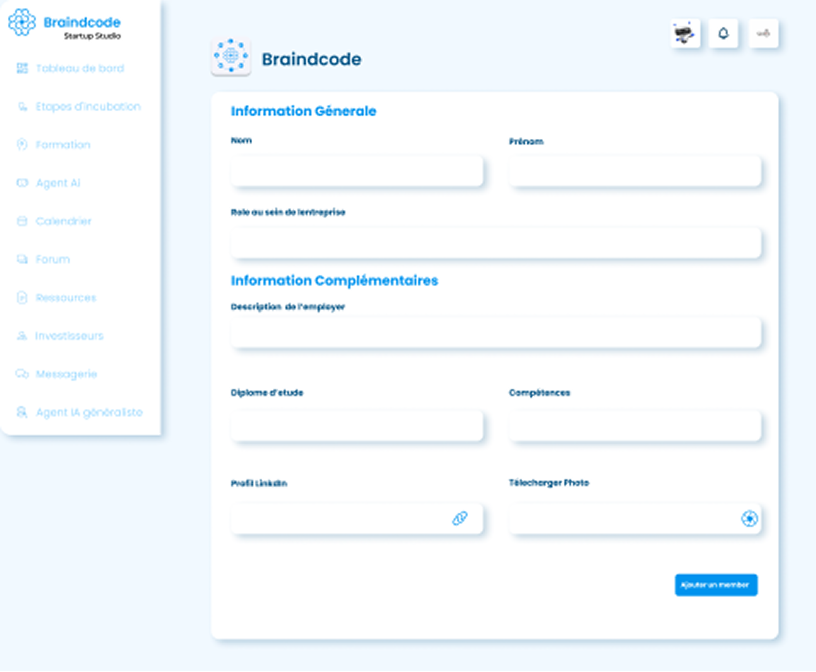 Braindcode
Startup Studio
Tableau de bord
Etapes d'incubation
Formation
Agent Ai
Calendrier
Forum
Ressources
Investisseurs
Messagerie
Agent IA généraliste
Braindcode
Information Génerale
Nom
Prénom
Role au sein de lentreprise
Information Complémentaires
Description de l'employer
Diplome d'etude
Compétences
Profil LinkdIn
Télecharger Photo
Ajouter un member